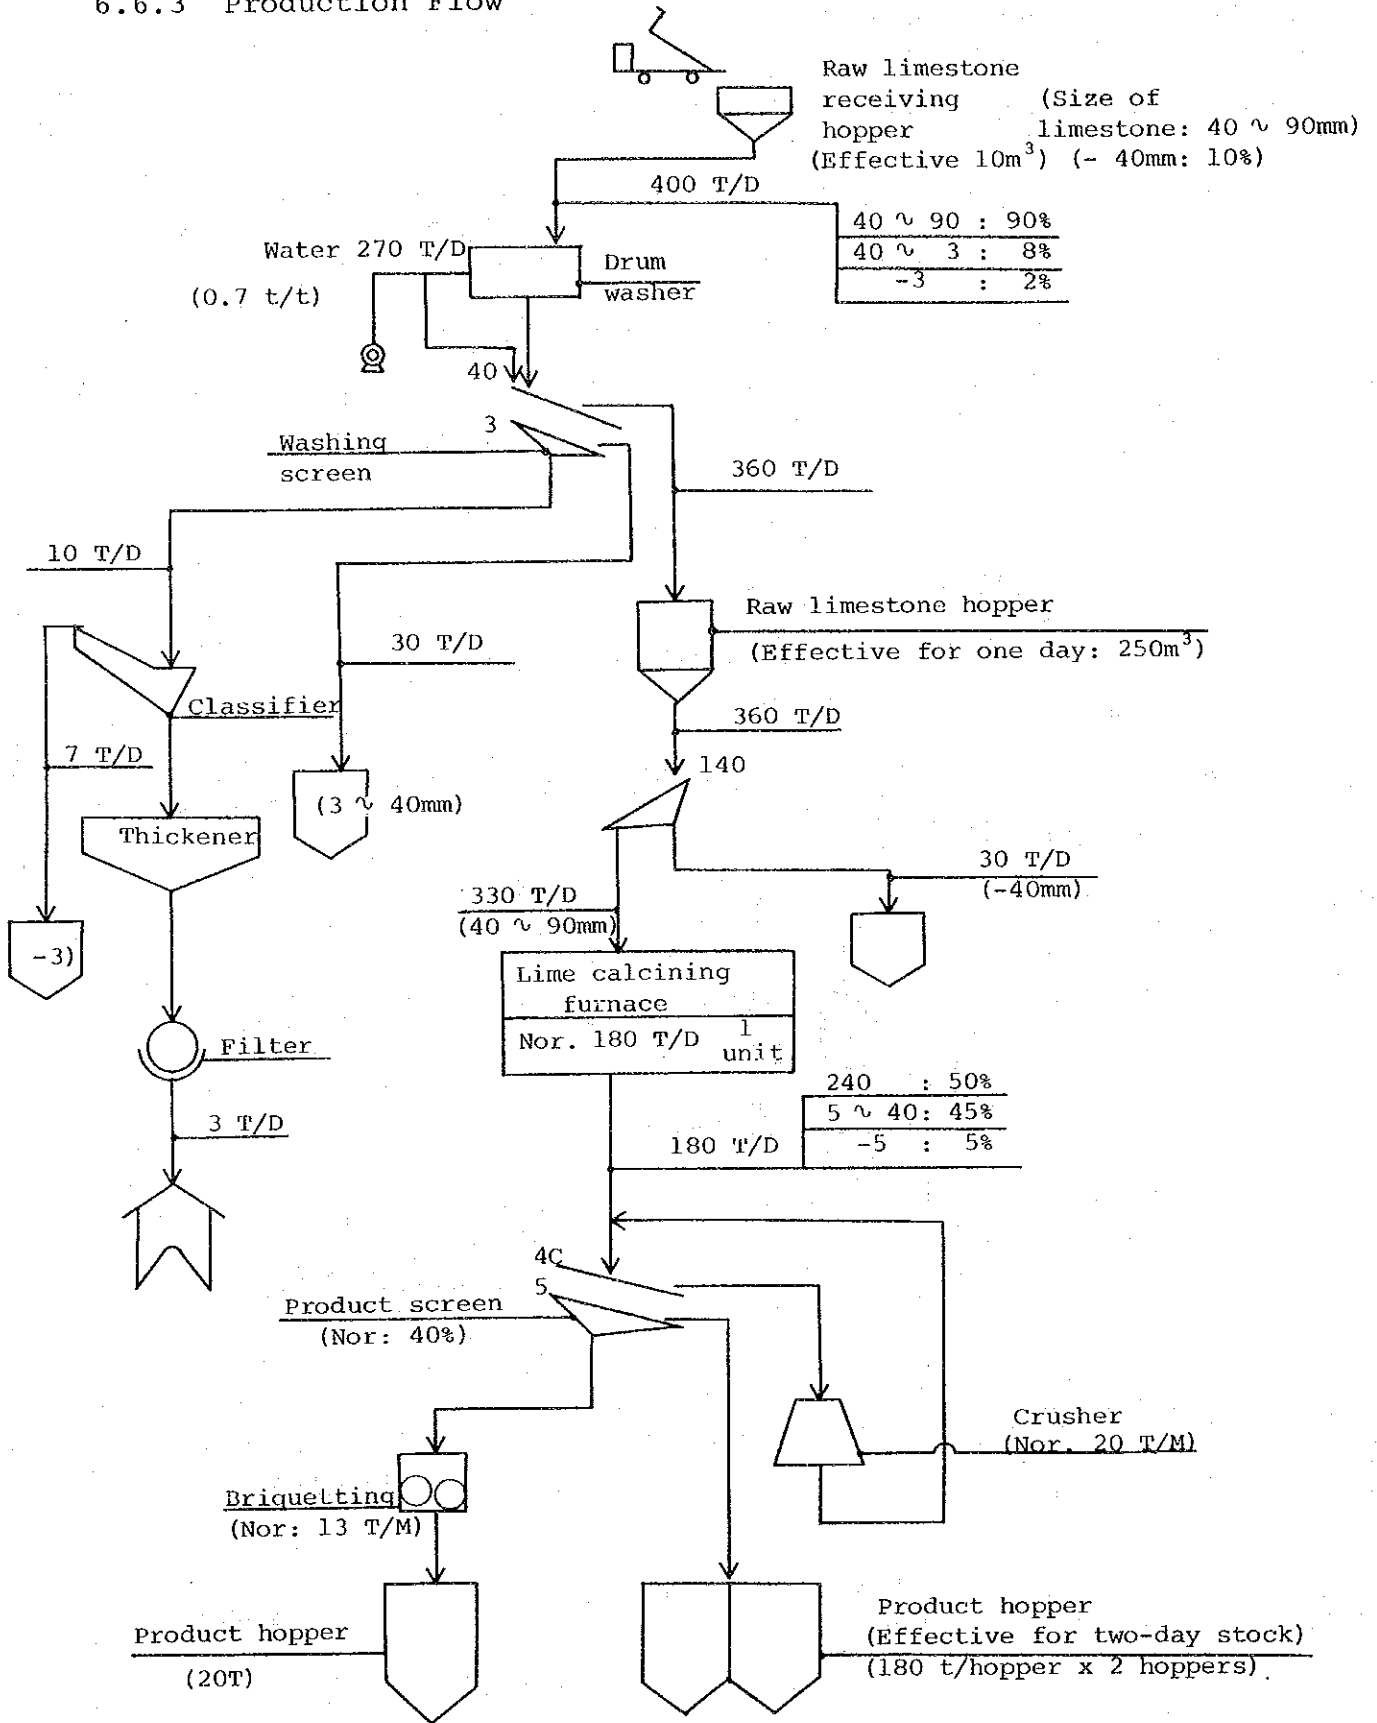 6.6.3 Production Flow
Raw limestone
receiving (Size of
hopper limestone: 40 ∿ 90mm)
(Effective 10m³) (- 40mm: 10%)
400 T/D
40 ∿ 90 : 90%
40 ∿ 3 : 8%
-3 : 2%
Water 270 T/D
(0.7 t/t)
Drum
washer
40
3
Washing
screen
360 T/D
10 T/D
30 T/D
Raw limestone hopper
(Effective for one day: 250m³)
Classifier
360 T/D
7 T/D
140
(3 ∿ 40mm)
Thickener
30 T/D
(-40mm)
330 T/D
(40 ∿ 90mm)
-3)
Lime calcining
furnace
Nor. 180 T/D 1
unit
Filter
240 : 50%
5 ∿ 40: 45%
-5 : 5%
3 T/D
180 T/D
4C
5
Product screen
(Nor: 40%)
Crusher
(Nor. 20 T/M)
Briquelting
(Nor: 13 T/M)
Product hopper
(20T)
Product hopper
(Effective for two-day stock)
(180 t/hopper x 2 hoppers).